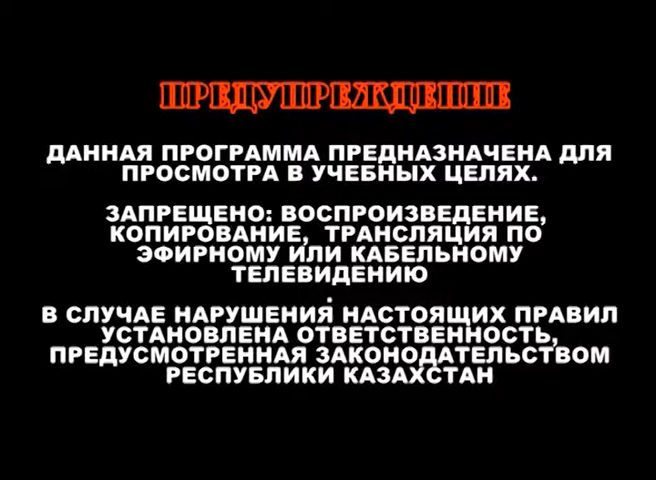 ПРЕДУПРЕЖДЕНИЕ
ДАННАЯ ПРОГРАММА ПРЕДНАЗНАЧЕНА ДЛЯ
ПРОСМОТРА В УЧЕБНЫХ ЦЕЛЯХ.
ЗАПРЕЩЕНО: ВОСПРОИЗВЕДЕНИЕ,
КОПИРОВАНИЕ, ТРАНСЛЯЦИЯ ПО
ЭФИРНОМУ ИЛИ КАБЕЛЬНОМУ
ТЕЛЕВИДЕНИЮ
.
В СЛУЧАЕ НАРУШЕНИЯ НАСТОЯЩИХ ПРАВИЛ
УСТАНОВЛЕНА ОТВЕТСТВЕННОСТЬ,
ПРЕДУСМОТРЕННАЯ ЗАКОНОДАТЕЛЬСТВОМ
РЕСПУБЛИКИ КАЗАХСТАН